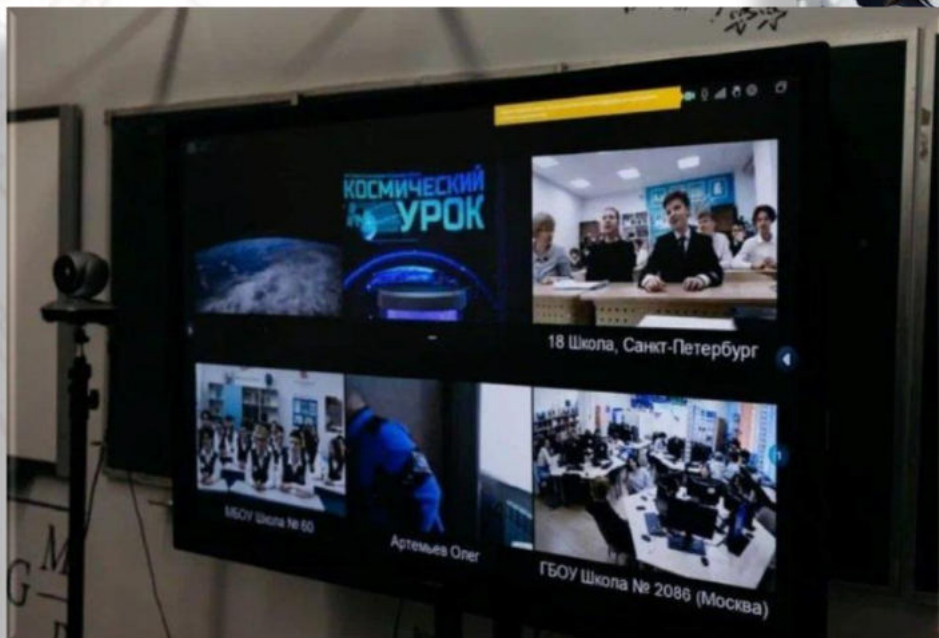 КОСМИЧЕСКИЙ
УРОК
18 Школа, Санкт-Петербург
МБОУ Школа № 60
Артемьев Олег
ГБОУ Школа № 2086 (Москва)
G
M